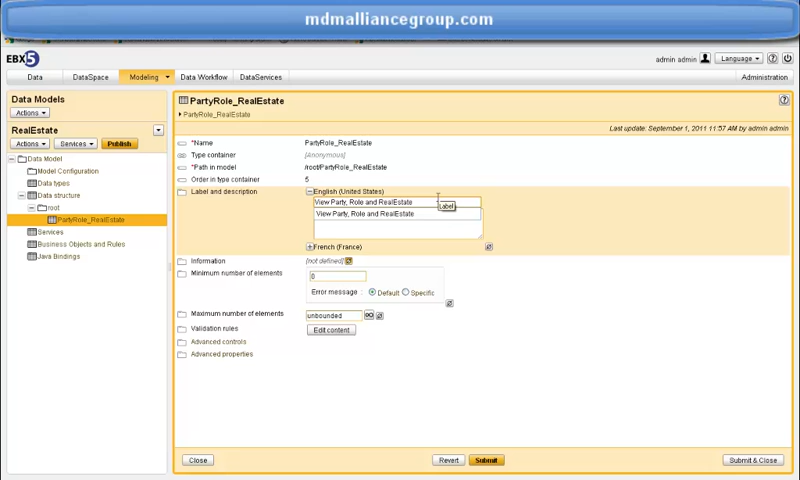 mdmalliancegroup.com
EBX5
admin admin Language ?
Data DataSpace Modeling Data Workflow DataServices Administration
Data Models
Actions
RealEstate
Actions Services Publish
Data Model
Model Configuration
Data types
Data structure
root
PartyRole_RealEstate
Services
Business Objects and Rules
Java Bindings
PartyRole_RealEstate ?
PartyRole_RealEstate
Last update: September 1, 2011 11:57 AM by admin admin
*Name PartyRole_RealEstate
Type container [Anonymous]
*Path in model /root/PartyRole_RealEstate
Order in type container 5
Label and description English (United States)
View Party, Role and RealEstate
Label
View Party, Role and RealEstate
French (France)
Information [not defined]
Minimum number of elements 0
Error message : Default Specific
Maximum number of elements unbounded
Validation rules Edit content
Advanced controls
Advanced properties
Close Revert Submit Submit & Close